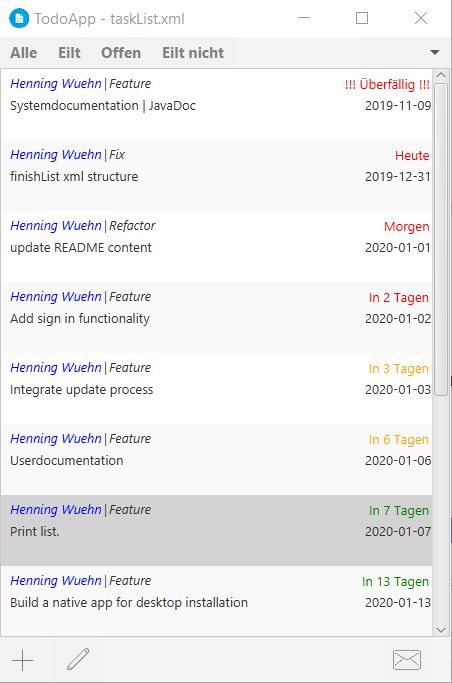 TodoApp - taskList.xml
Alle Eilt Offen Eilt nicht
Henning Wuehn|Feature !!! Überfällig !!!
Systemdocumentation | JavaDoc 2019-11-09
Henning Wuehn|Fix Heute
finishList xml structure 2019-12-31
Henning Wuehn|Refactor Morgen
update README content 2020-01-01
Henning Wuehn|Feature In 2 Tagen
Add sign in functionality 2020-01-02
Henning Wuehn|Feature In 3 Tagen
Integrate update process 2020-01-03
Henning Wuehn|Feature In 6 Tagen
Userdocumentation 2020-01-06
Henning Wuehn|Feature In 7 Tagen
Print list. 2020-01-07
Henning Wuehn|Feature In 13 Tagen
Build a native app for desktop installation 2020-01-13